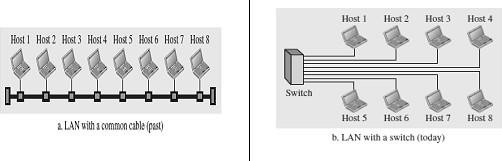 Host 1 Host 2 Host 3 Host 4 Host 5 Host 6 Host 7 Host 8
a. LAN with a common cable (past)
Host 1 Host 2 Host 3 Host 4
Switch
Host 5 Host 6 Host 7 Host 8
b. LAN with a switch (today)